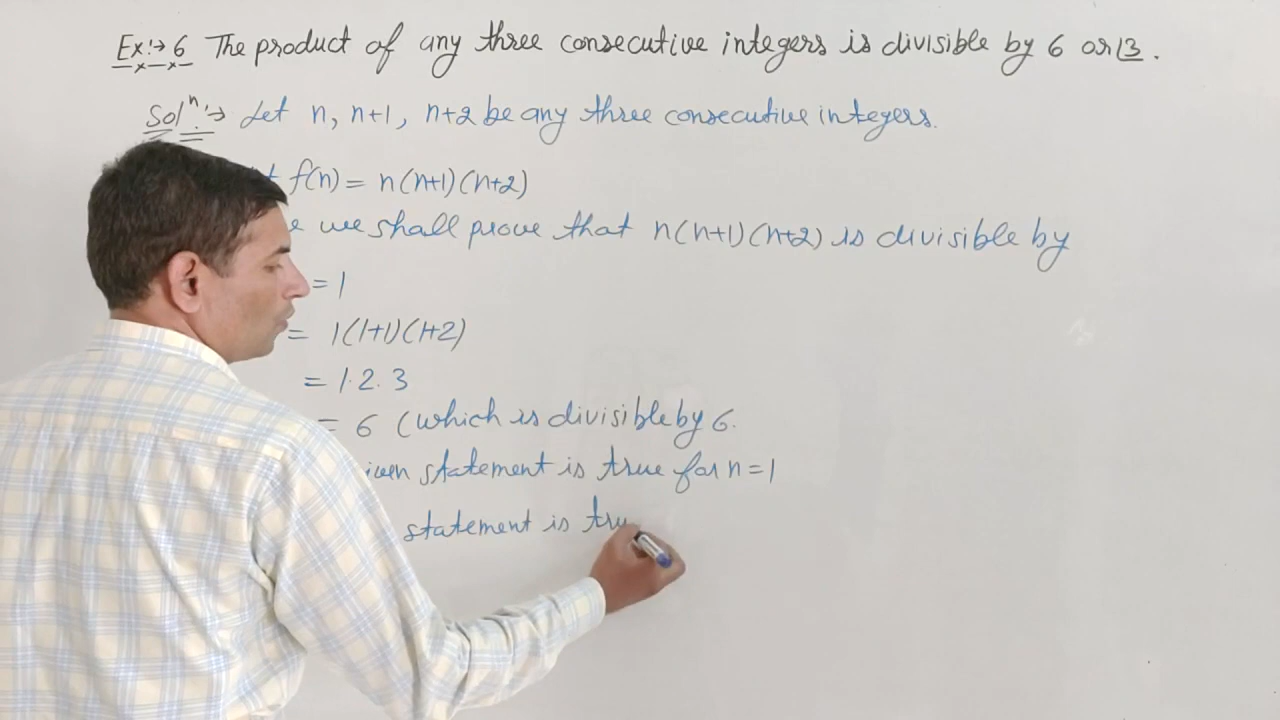 Ex:→ 6 The product of any three consecutive integers is divisible by 6 or ⌊3.
Solⁿ:→ Let n, n+1, n+2 be any three consecutive integers.
f(n) = n(n+1)(n+2)
we shall prove that n(n+1)(n+2) is divisible by
= 1
= 1(1+1)(1+2)
= 1.2.3
= 6 (which is divisible by 6.
statement is true for n=1
statement is tru